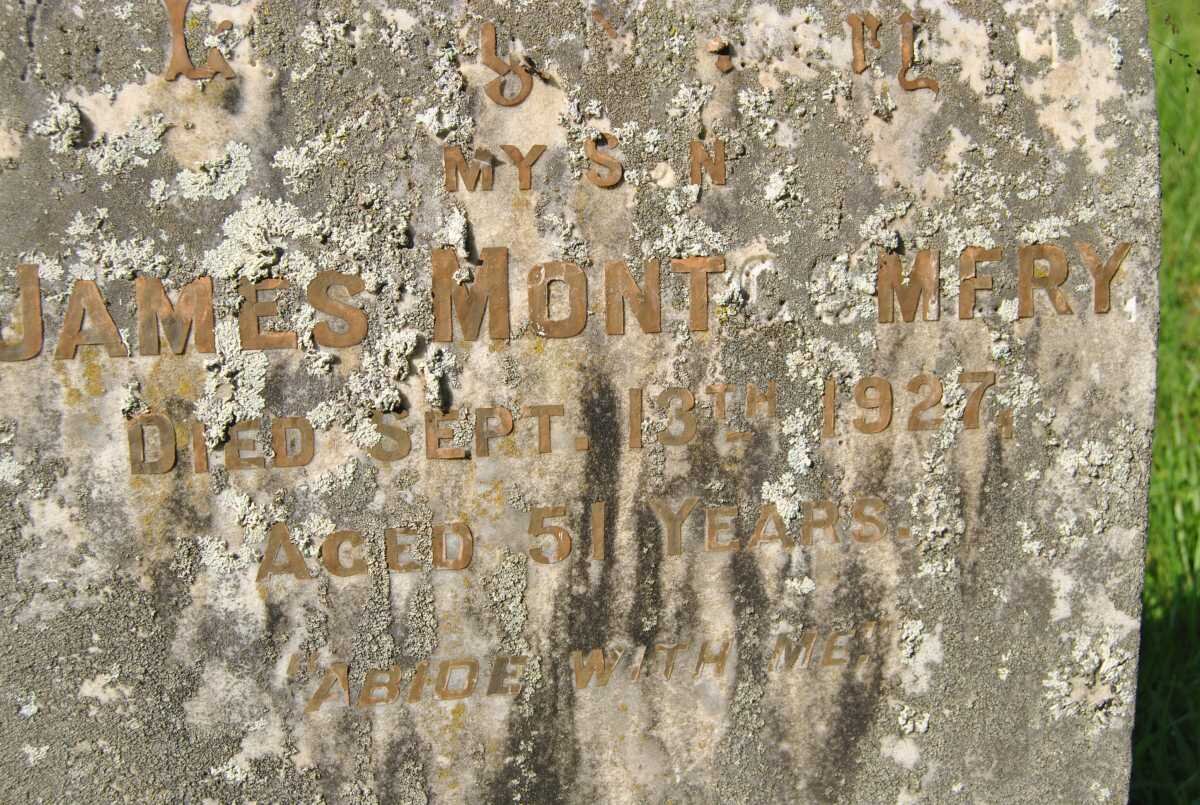 MY S N
JAMES MONT MERY
DIED SEPT. 13TH 1927,
AGED 51 YEARS.
"ABIDE WITH ME."